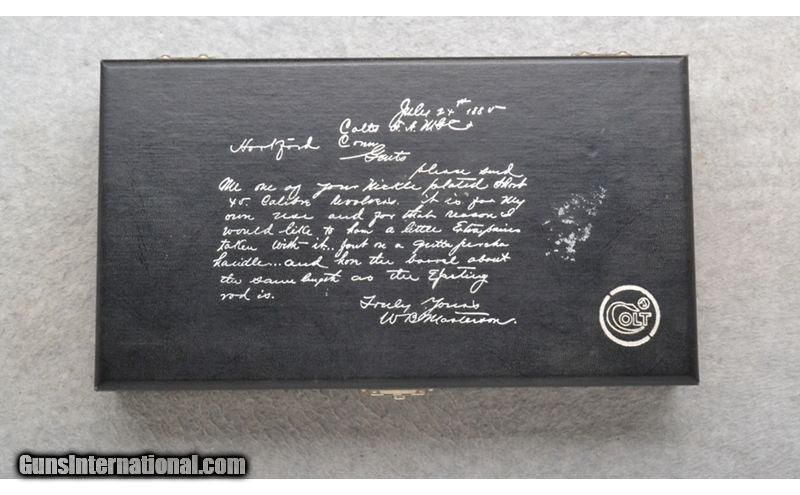 July 24th 1885
Colts F. A. Mfg Co
Hartford Conn
Gents
please send
Me one of your Nickle plated Short
45. Calibre revolvers. it is for My
own use and for that reason I
would like to have a little Extra pains
taken with it.. put on a gutta percha
handle... and have the barrel about
the same length as the Ejecting
rod is.
Truly Yours
W B Masterson.
COLT
GunsInternational.com